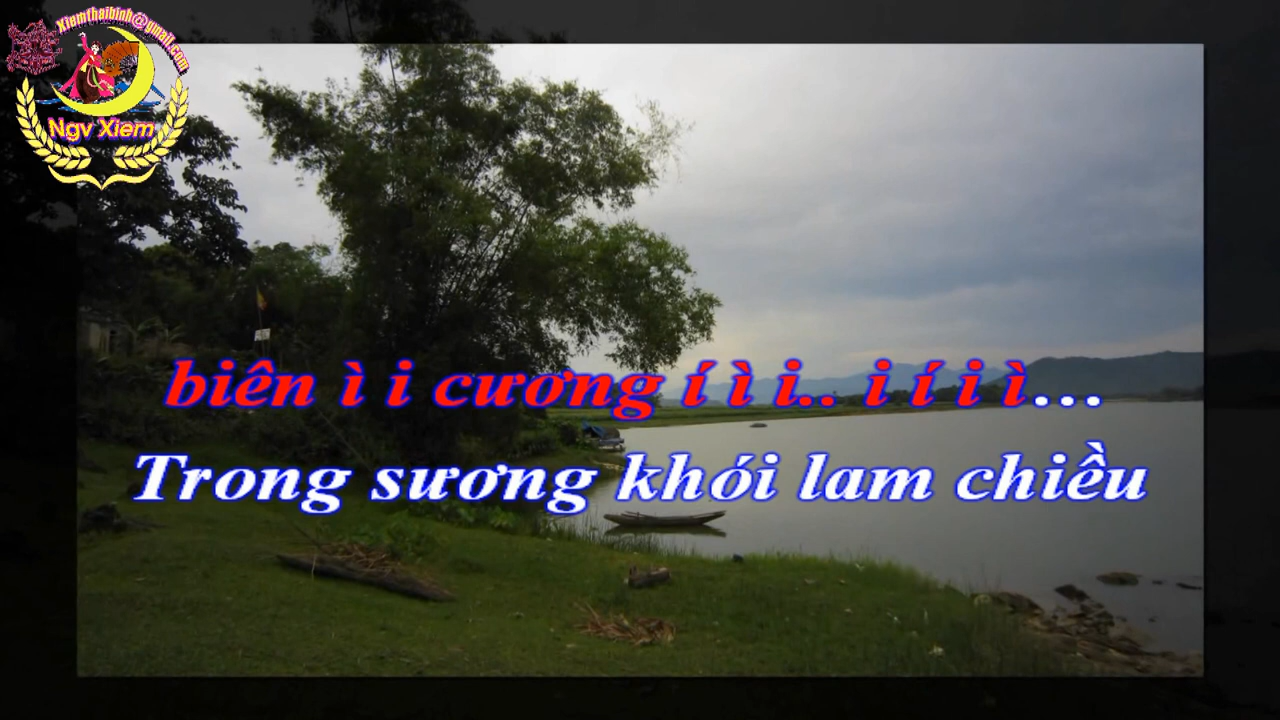 Xiemthaibinh@gmail.com
Ngv Xiem
biên ì i cương í ì i.. i í i ì...
Trong sương khói lam chiều